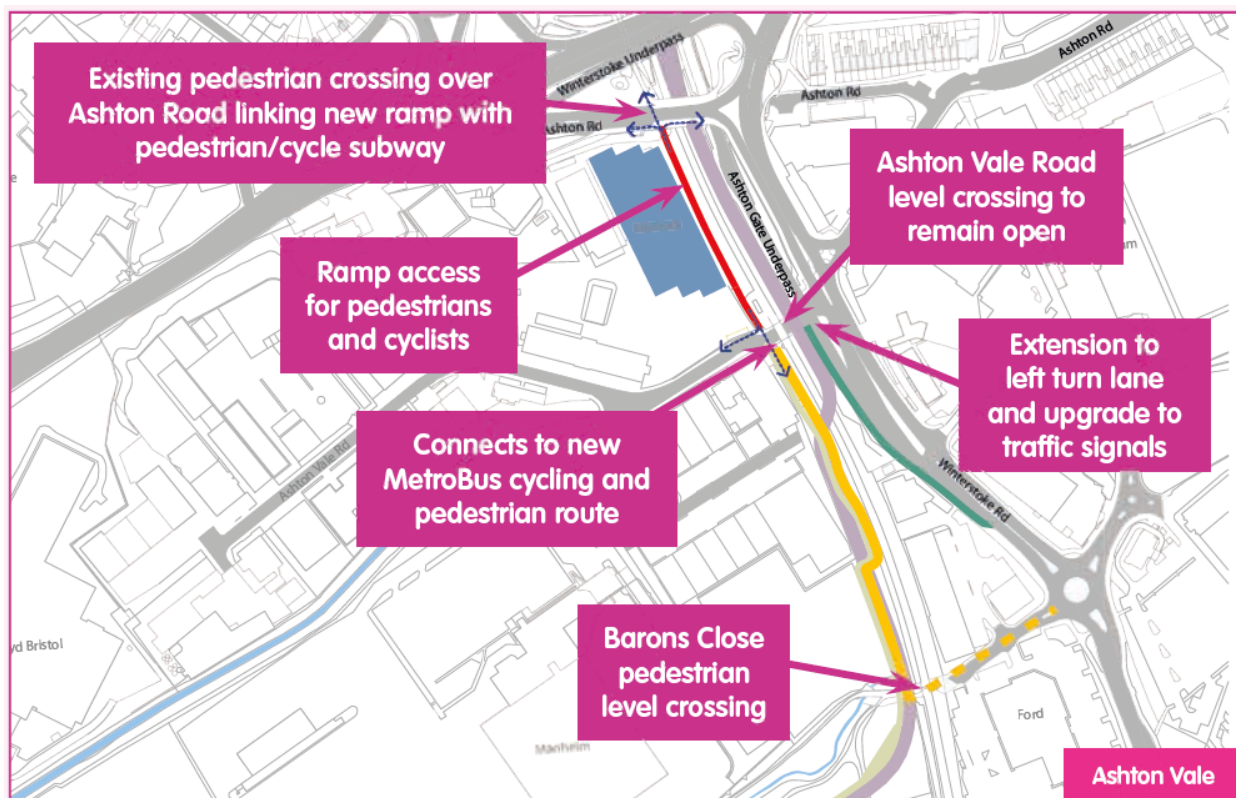 Existing pedestrian crossing over
Ashton Road linking new ramp with
pedestrian/cycle subway
Winterstoke Underpass
Ashton Rd
Ashton Rd
Ashton Rd
Ashton Vale Road
level crossing to
remain open
Ashton Gate Underpass
Ramp access
for pedestrians
and cyclists
Extension to
left turn lane
and upgrade to
traffic signals
Connects to new
MetroBus cycling and
pedestrian route
Ashton Vale Rd
Winterstoke Rd
Barons Close
pedestrian
level crossing
yd Bristol
Ford
Manheim
Ashton Vale